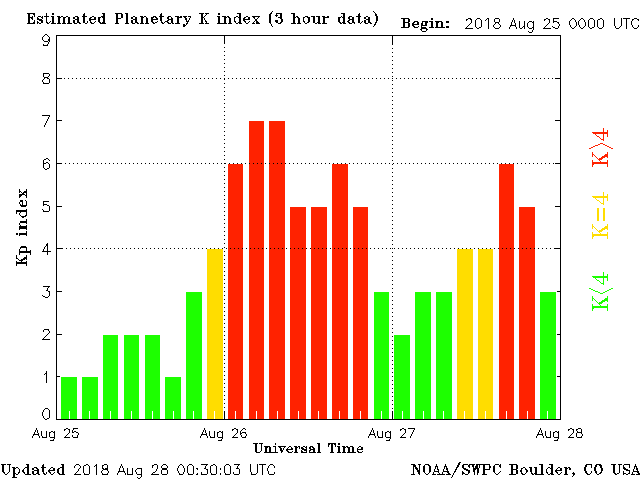 Estimated Planetary K index (3 hour data)
Begin: 2018 Aug 25 0000 UTC
9
8
7
6
5
4
3
2
1
0
Kp index
K>4
K=4
K<4
Aug 25
Aug 26
Aug 27
Aug 28
Universal Time
Updated 2018 Aug 28 00:30:03 UTC
NOAA/SWPC Boulder, CO USA